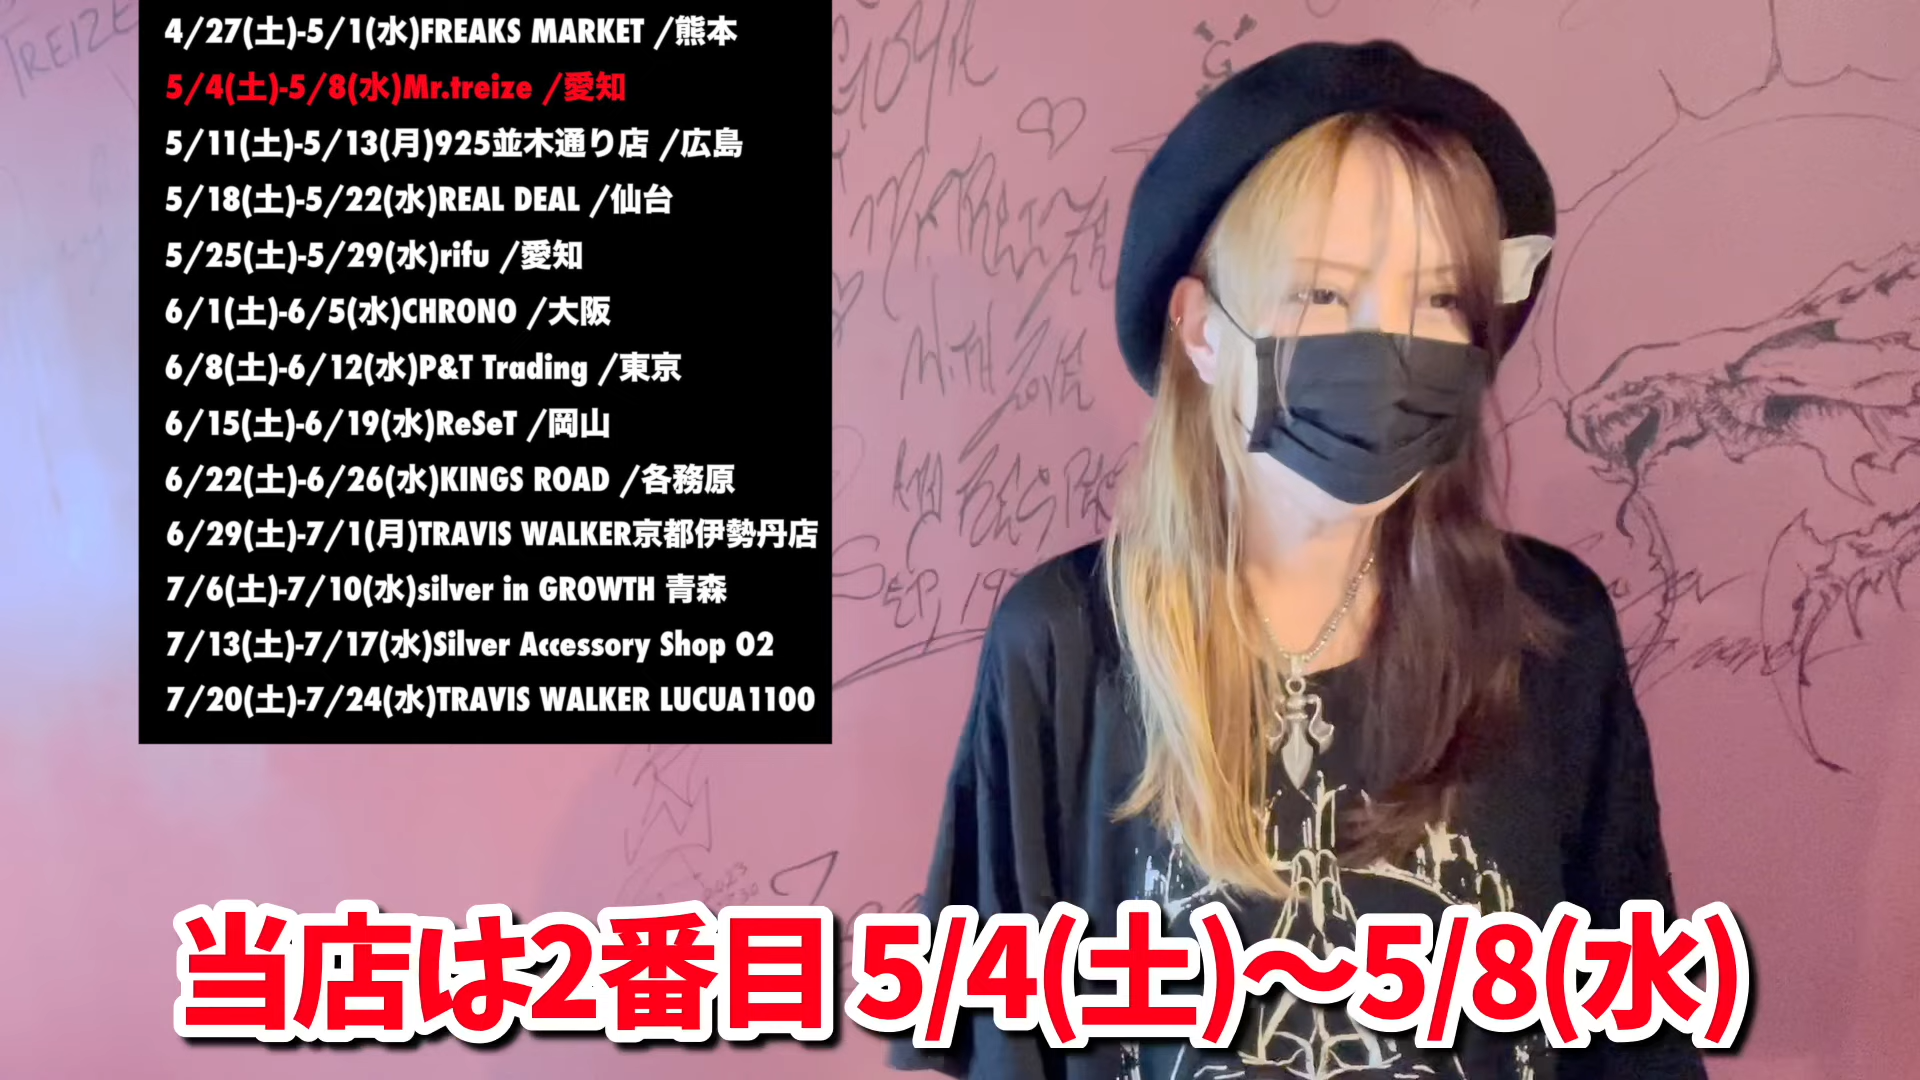 TREIZE
4/27(土)-5/1(水)FREAKS MARKET /熊本
5/4(土)-5/8(水)Mr.treize /愛知
5/11(土)-5/13(月)925並木通り店 /広島
5/18(土)-5/22(水)REAL DEAL /仙台
5/25(土)-5/29(水)rifu /愛知
6/1(土)-6/5(水)CHRONO /大阪
6/8(土)-6/12(水)P&T Trading /東京
6/15(土)-6/19(水)ReSeT /岡山
6/22(土)-6/26(水)KINGS ROAD /各務原
6/29(土)-7/1(月)TRAVIS WALKER京都伊勢丹店
7/6(土)-7/10(水)silver in GROWTH 青森
7/13(土)-7/17(水)Silver Accessory Shop O2
7/20(土)-7/24(水)TRAVIS WALKER LUCUA1100
当店は2番目 5/4(土)～5/8(水)